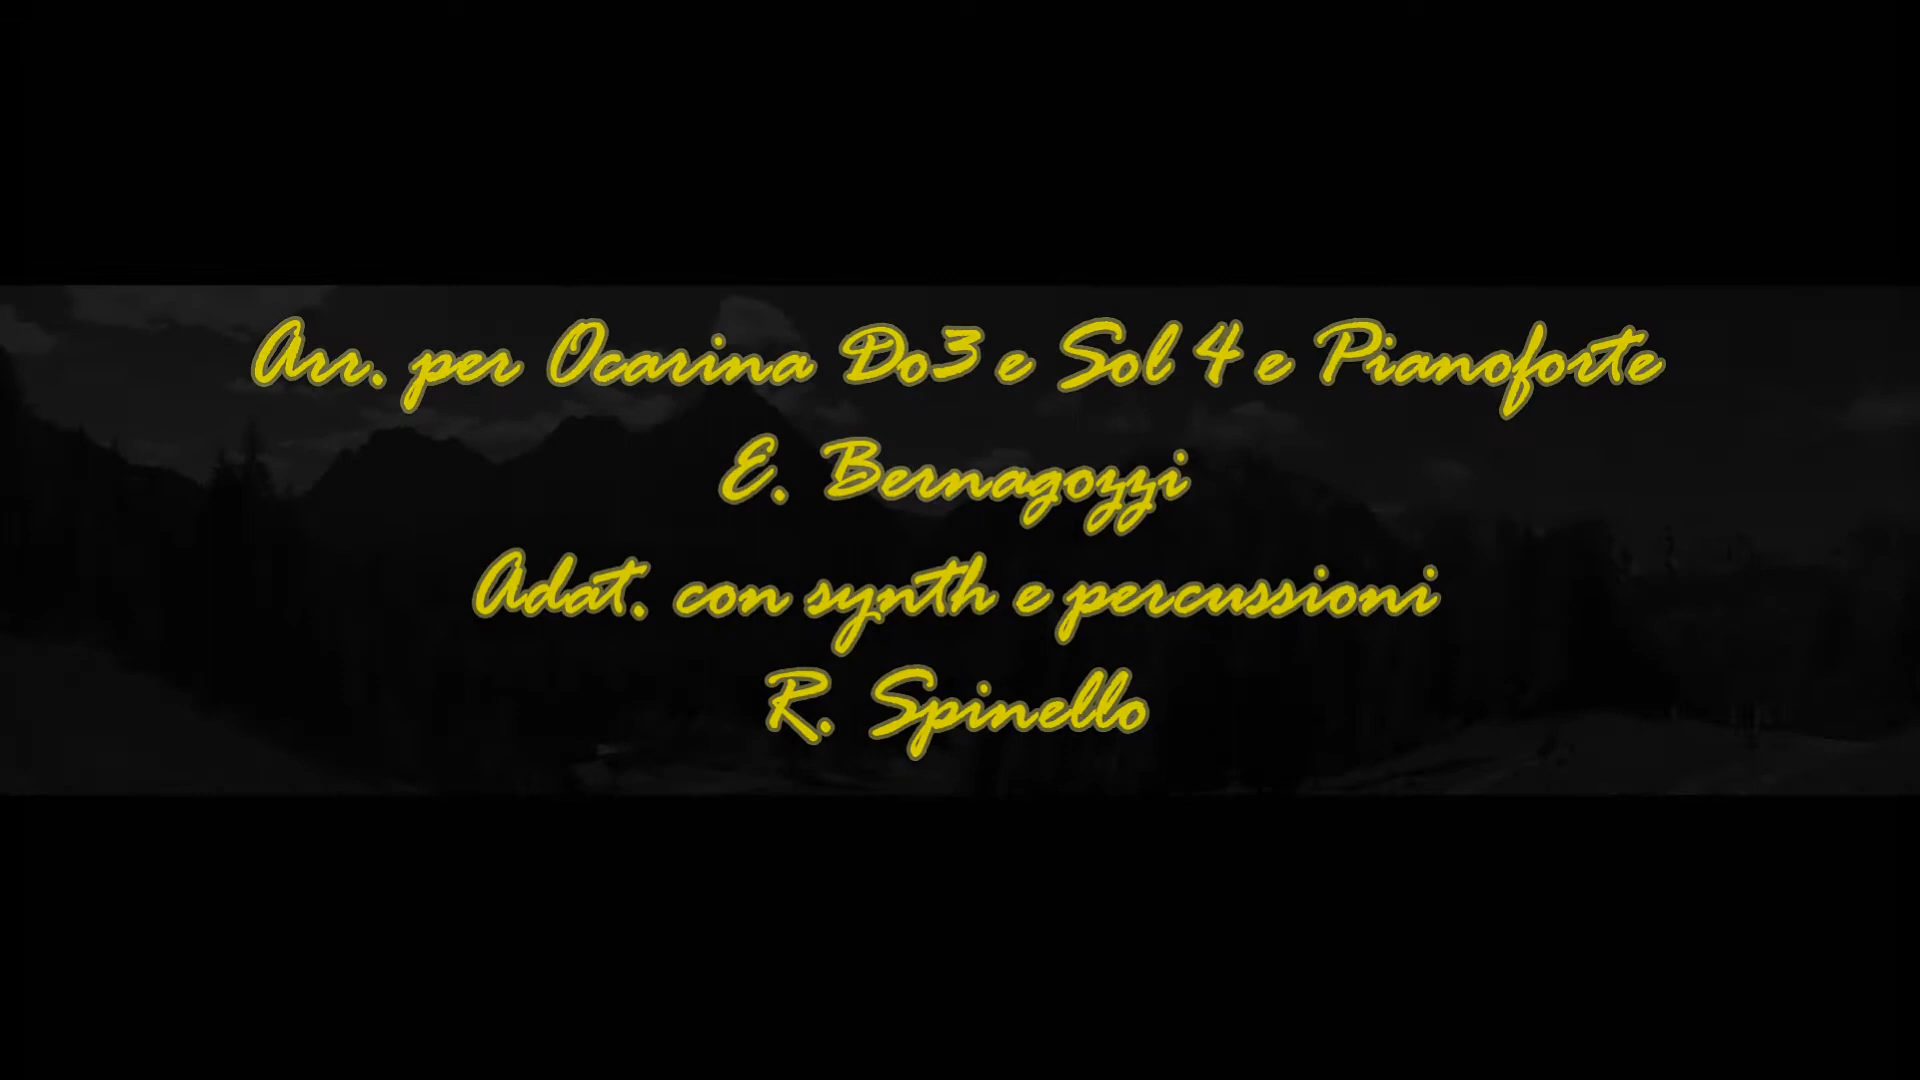 Arr. per Ocarina Do3 e Sol 4 e Pianoforte
E. Bernagozzi
Adat. con synth e percussioni
R. Spinello